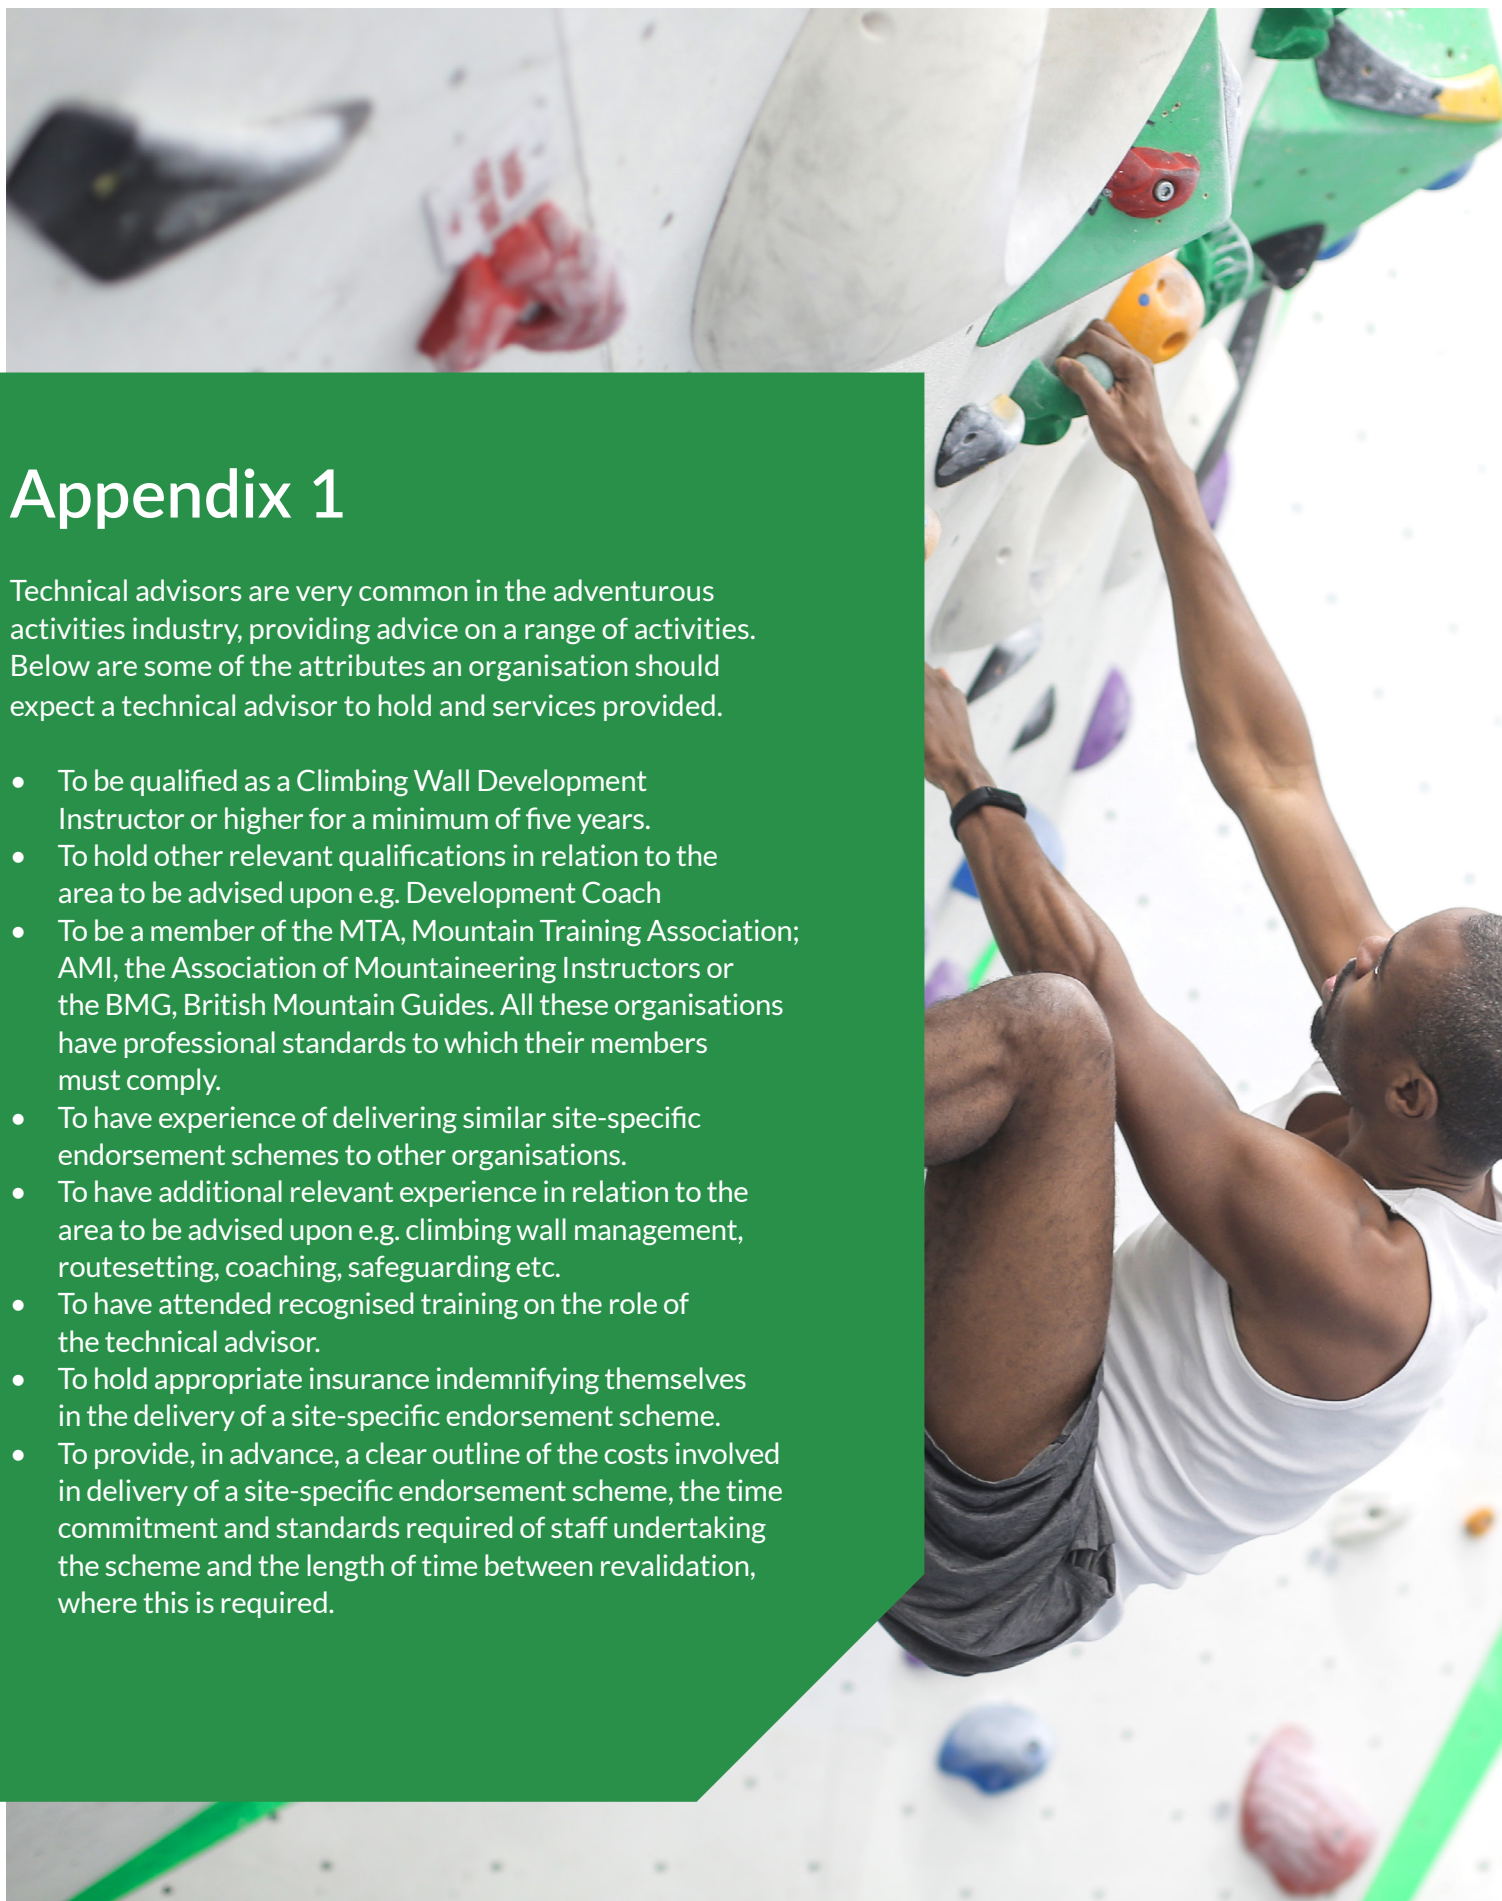 Appendix 1
Technical advisors are very common in the adventurous
activities industry, providing advice on a range of activities.
Below are some of the attributes an organisation should
expect a technical advisor to hold and services provided.
• To be qualified as a Climbing Wall Development
Instructor or higher for a minimum of five years.
• To hold other relevant qualifications in relation to the
area to be advised upon e.g. Development Coach
• To be a member of the MTA, Mountain Training Association;
AMI, the Association of Mountaineering Instructors or
the BMG, British Mountain Guides. All these organisations
have professional standards to which their members
must comply.
• To have experience of delivering similar site-specific
endorsement schemes to other organisations.
• To have additional relevant experience in relation to the
area to be advised upon e.g. climbing wall management,
routesetting, coaching, safeguarding etc.
• To have attended recognised training on the role of
the technical advisor.
• To hold appropriate insurance indemnifying themselves
in the delivery of a site-specific endorsement scheme.
• To provide, in advance, a clear outline of the costs involved
in delivery of a site-specific endorsement scheme, the time
commitment and standards required of staff undertaking
the scheme and the length of time between revalidation,
where this is required.